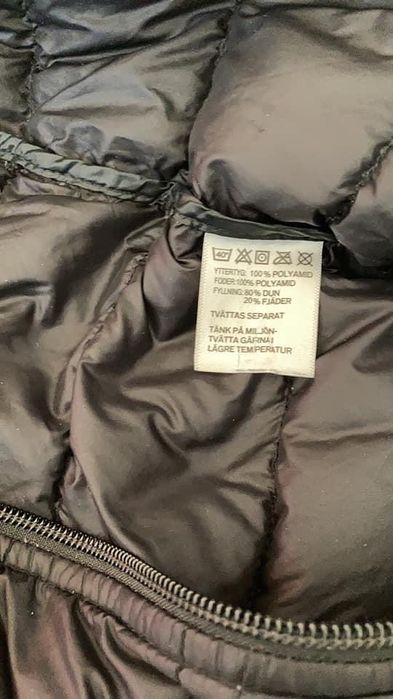 40°
YTTERTYG: 100% POLYAMID
FODER: 100% POLYAMID
FYLLNING: 80% DUN
20% FJÄDER
TVÄTTAS SEPARAT
TÄNK PÅ MILJÖN-
TVÄTTA GÄRNA I
LÄGRE TEMPERATUR